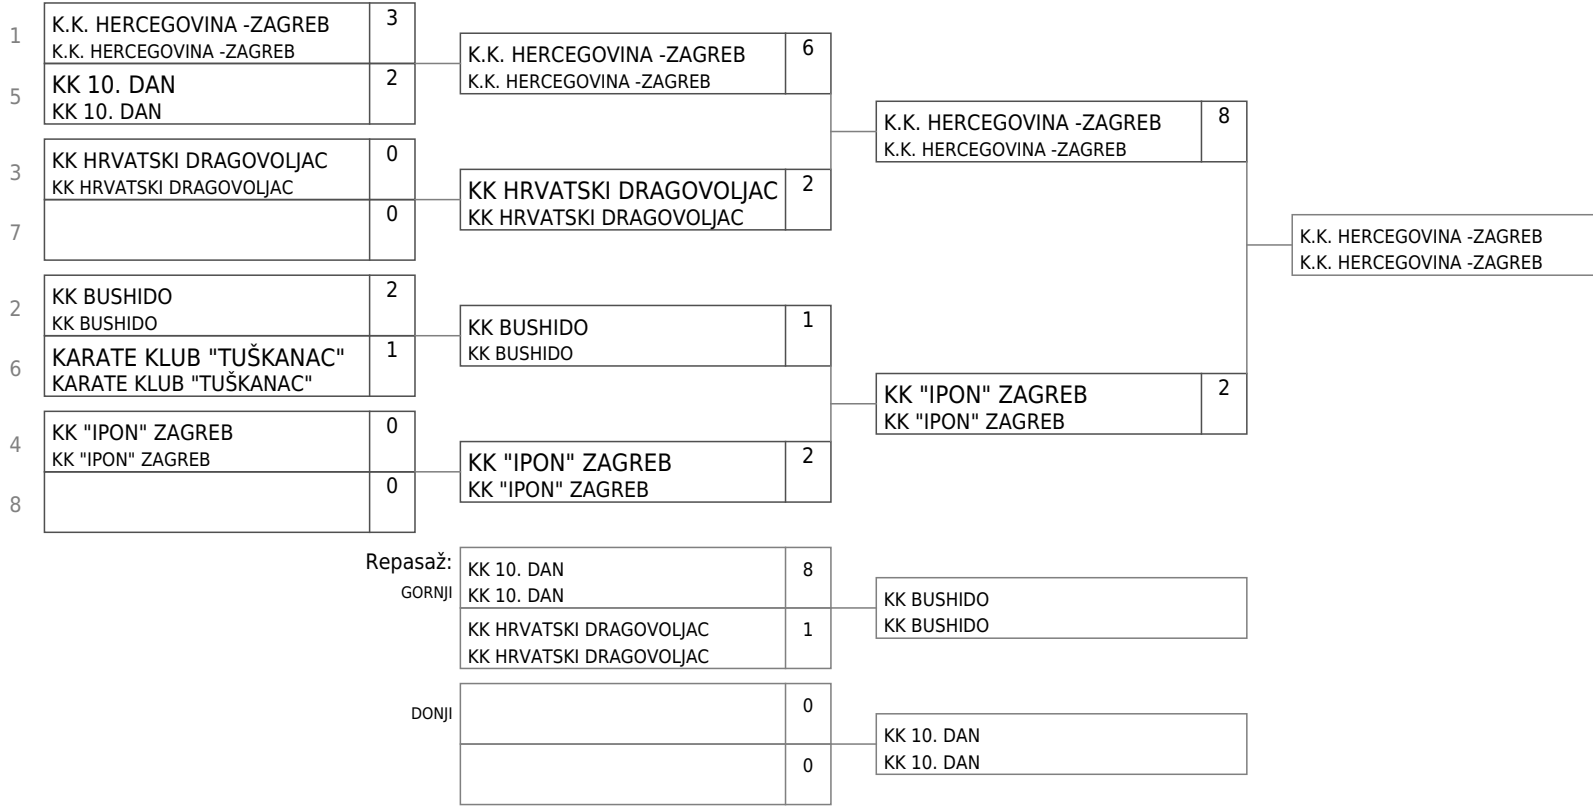 1
K.K. HERCEGOVINA -ZAGREB 3
K.K. HERCEGOVINA -ZAGREB
5
KK 10. DAN 2
KK 10. DAN
3
KK HRVATSKI DRAGOVOLJAC 0
KK HRVATSKI DRAGOVOLJAC
7
0
2
KK BUSHIDO 2
KK BUSHIDO
6
KARATE KLUB "TUŠKANAC" 1
KARATE KLUB "TUŠKANAC"
4
KK "IPON" ZAGREB 0
KK "IPON" ZAGREB
8
0
K.K. HERCEGOVINA -ZAGREB 6
K.K. HERCEGOVINA -ZAGREB
KK HRVATSKI DRAGOVOLJAC 2
KK HRVATSKI DRAGOVOLJAC
KK BUSHIDO 1
KK BUSHIDO
KK "IPON" ZAGREB 2
KK "IPON" ZAGREB
K.K. HERCEGOVINA -ZAGREB 8
K.K. HERCEGOVINA -ZAGREB
KK "IPON" ZAGREB 2
KK "IPON" ZAGREB
K.K. HERCEGOVINA -ZAGREB
K.K. HERCEGOVINA -ZAGREB
Repasaž:
GORNJI
KK 10. DAN 8
KK 10. DAN
KK HRVATSKI DRAGOVOLJAC 1
KK HRVATSKI DRAGOVOLJAC
KK BUSHIDO
KK BUSHIDO
DONJI
0
0
KK 10. DAN
KK 10. DAN